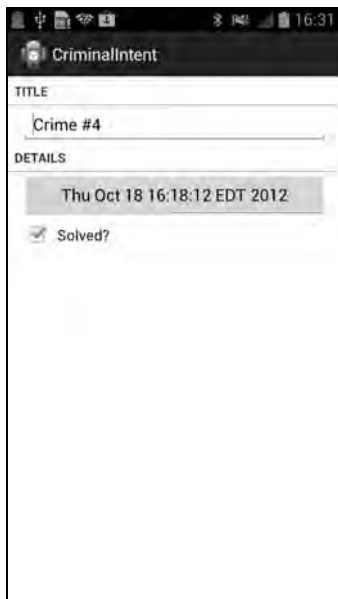 16:31
CriminalIntent
TITLE
Crime #4
DETAILS
Thu Oct 18 16:18:12 EDT 2012
Solved?